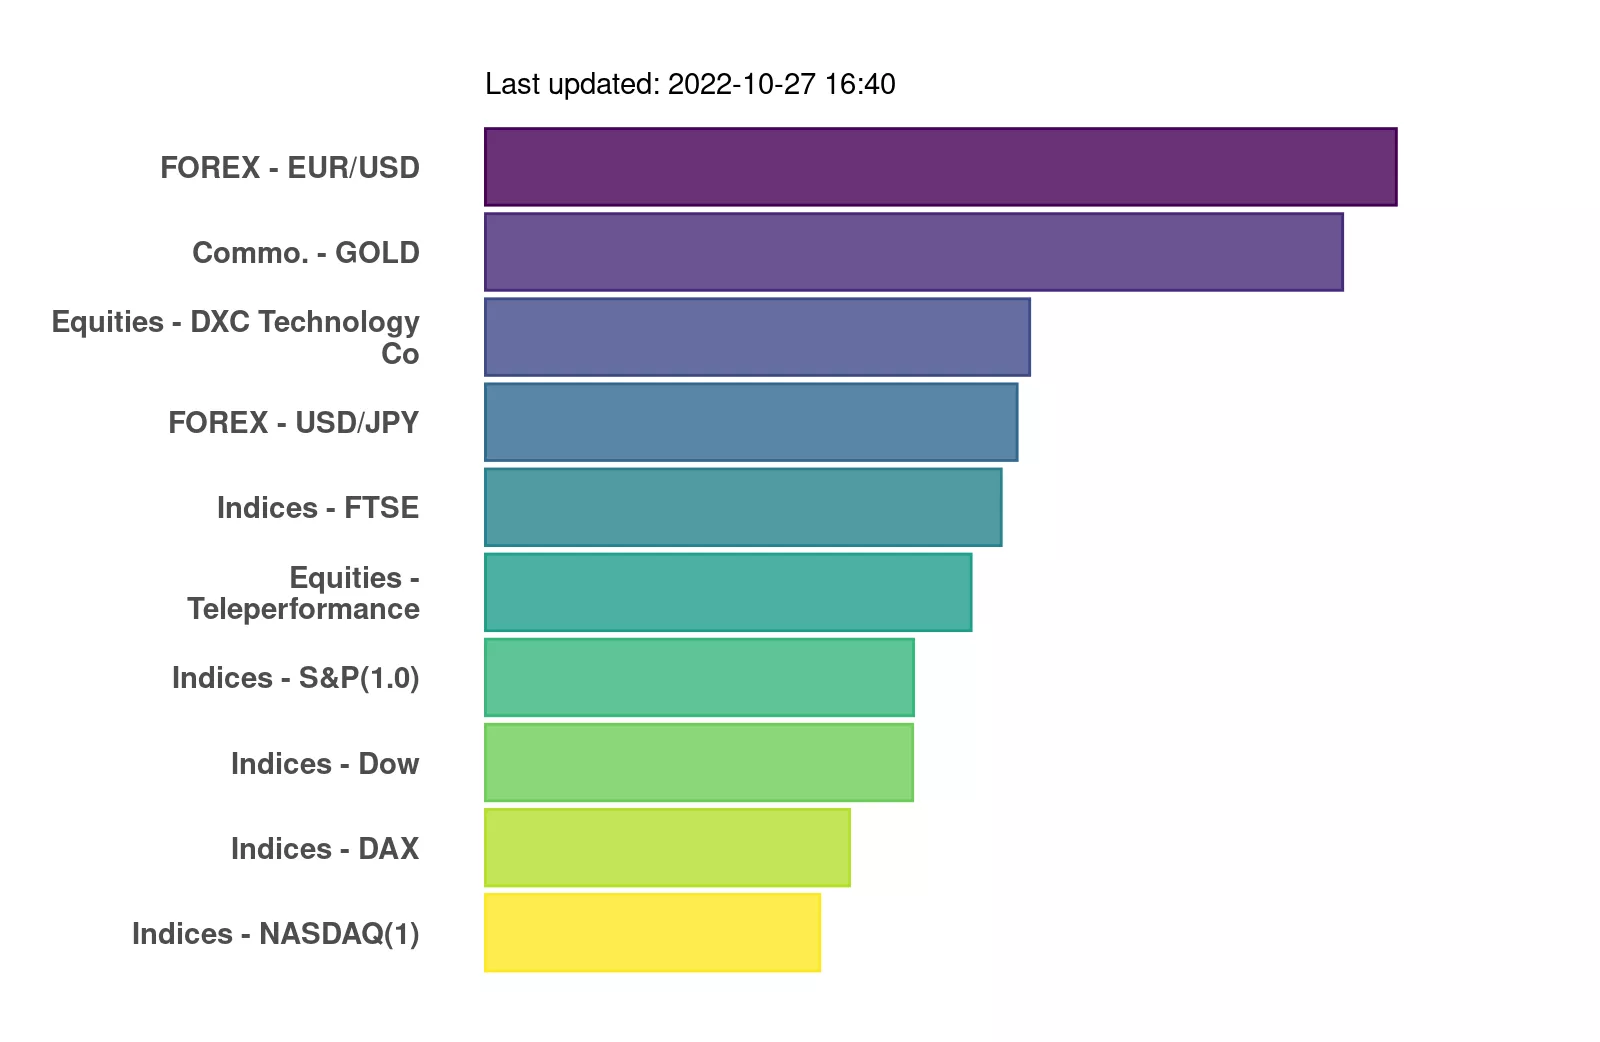 Last updated: 2022-10-27 16:40
FOREX - EUR/USD
Commo. - GOLD
Equities - DXC Technology
Co
FOREX - USD/JPY
Indices - FTSE
Equities -
Teleperformance
Indices - S&P(1.0)
Indices - Dow
Indices - DAX
Indices - NASDAQ(1)